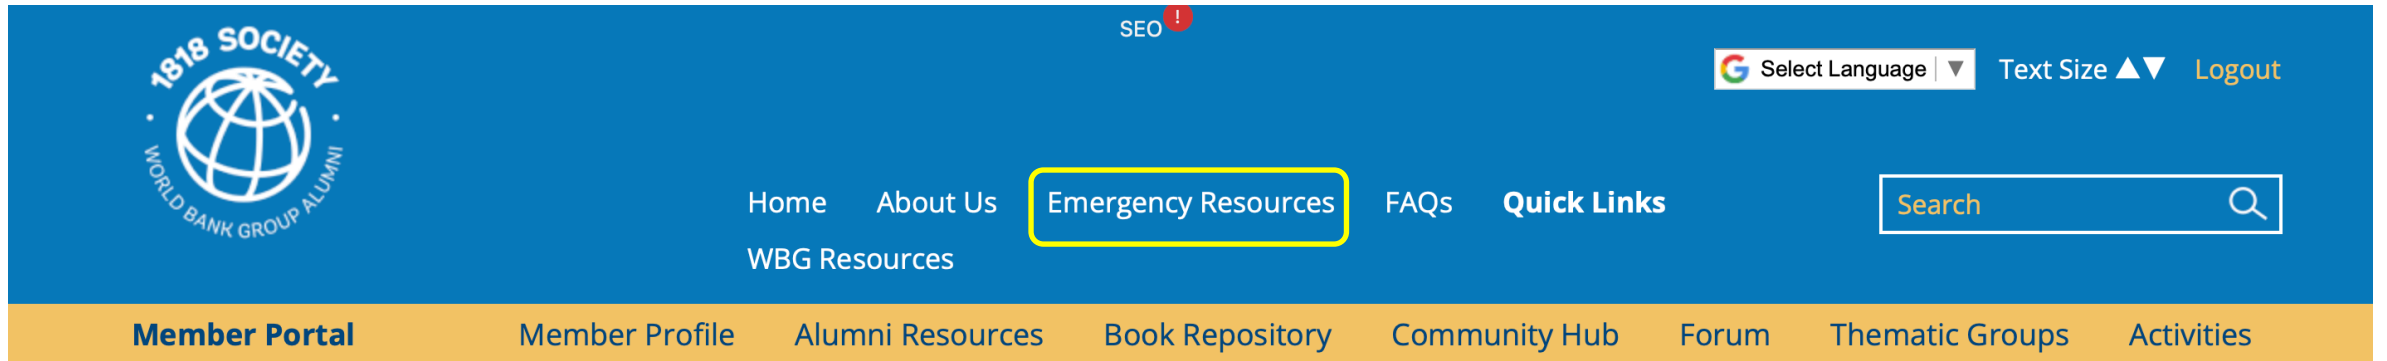 SEO !
1818 SOCIETY
· WORLD BANK GROUP ALUMNI ·
Select Language ▼ Text Size ▲▼ Logout
Home About Us Emergency Resources FAQs Quick Links
Search
WBG Resources
Member Portal Member Profile Alumni Resources Book Repository Community Hub Forum Thematic Groups Activities